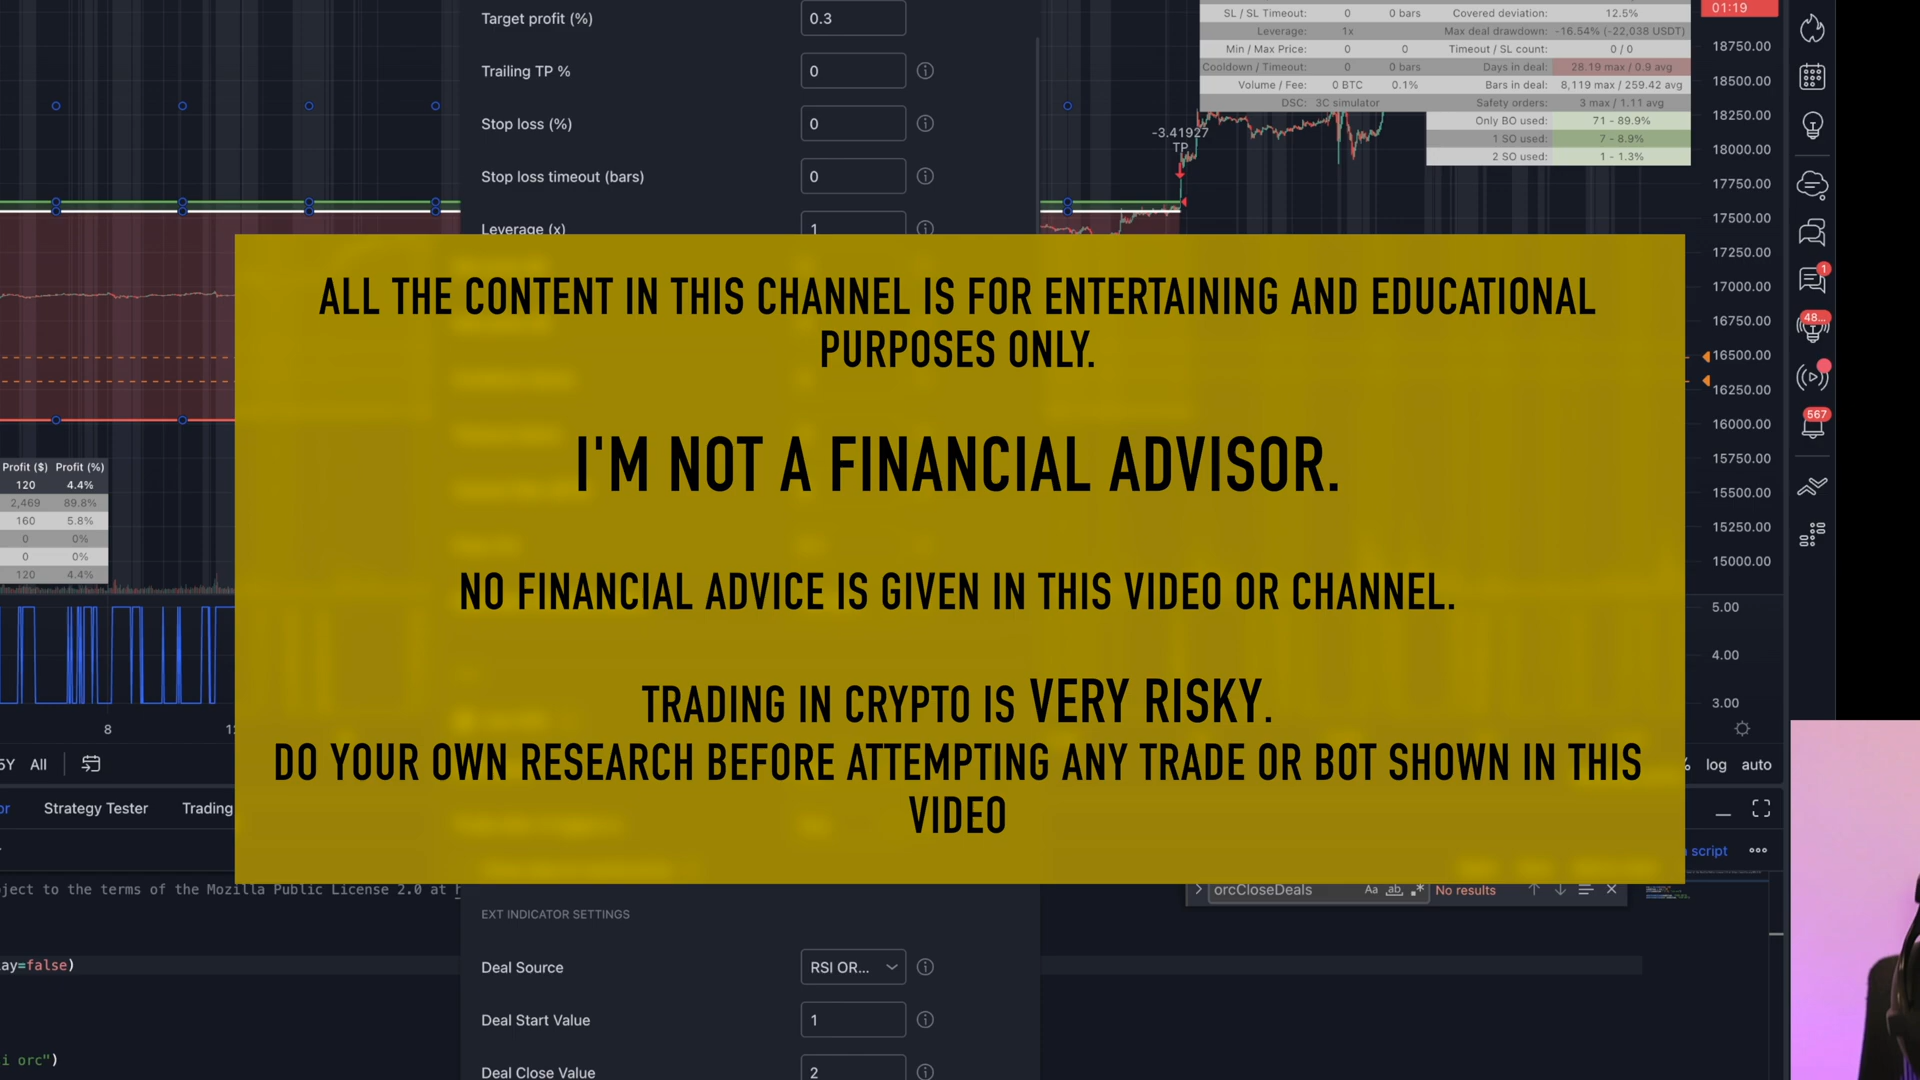 Target profit (%) 0.3
Trailing TP % 0
Stop loss (%) 0
Stop loss timeout (bars) 0
Leverage (x) 1
SL / SL Timeout: 0 0 bars Covered deviation: 12.5%
Leverage: 1x Max deal drawdown: -16.54% (-22,038 USDT)
Min / Max Price: 0 0 Timeout / SL count: 0 / 0
Cooldown / Timeout: 0 0 bars Days in deal: 28.19 max / 0.9 avg
Volume / Fee: 0 BTC 0.1% Bars in deal: 8,119 max / 259.42 avg
DSC: 3C simulator Safety orders: 3 max / 1.11 avg
Only BO used: 71 - 89.9%
1 SO used: 7 - 8.9%
2 SO used: 1 - 1.3%
-3.41927
TP
01:19
18750.00
18500.00
18250.00
18000.00
17750.00
17500.00
17250.00
17000.00
16750.00
16500.00
16250.00
16000.00
15750.00
15500.00
15250.00
15000.00
5.00
4.00
3.00
1
48...
567
ALL THE CONTENT IN THIS CHANNEL IS FOR ENTERTAINING AND EDUCATIONAL
PURPOSES ONLY.
I'M NOT A FINANCIAL ADVISOR.
NO FINANCIAL ADVICE IS GIVEN IN THIS VIDEO OR CHANNEL.
TRADING IN CRYPTO IS VERY RISKY.
DO YOUR OWN RESEARCH BEFORE ATTEMPTING ANY TRADE OR BOT SHOWN IN THIS
VIDEO
Profit ($) Profit (%)
120 4.4%
2,469 89.8%
160 5.8%
0 0%
0 0%
120 4.4%
8
5Y All
% log auto
Strategy Tester Trading
script
ject to the terms of the Mozilla Public License 2.0 at h
orcCloseDeals Aa ab .* No results
ay=false)
i orc")
EXT INDICATOR SETTINGS
Deal Source RSI OR...
Deal Start Value 1
Deal Close Value 2